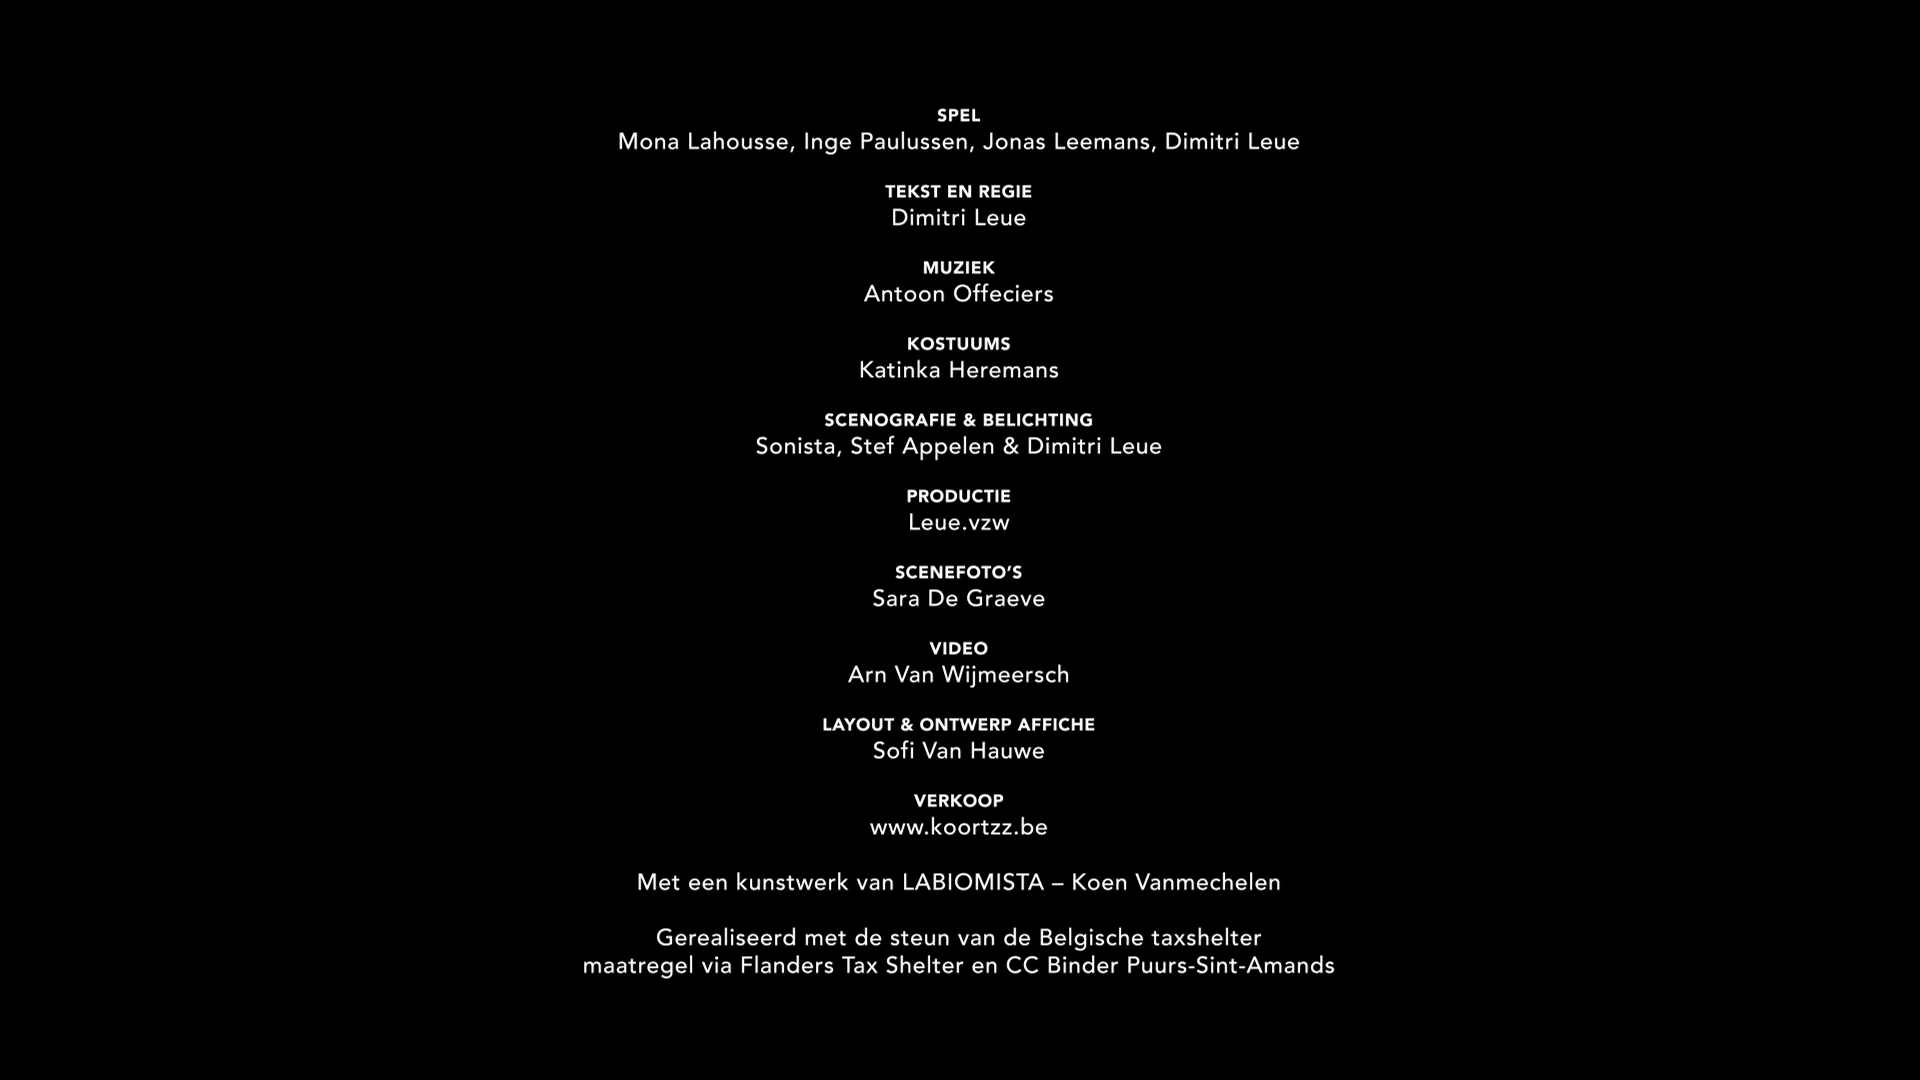 SPEL
Mona Lahousse, Inge Paulussen, Jonas Leemans, Dimitri Leue
TEKST EN REGIE
Dimitri Leue
MUZIEK
Antoon Offeciers
KOSTUUMS
Katinka Heremans
SCENOGRAFIE & BELICHTING
Sonista, Stef Appelen & Dimitri Leue
PRODUCTIE
Leue.vzw
SCENEFOTO’S
Sara De Graeve
VIDEO
Arn Van Wijmeersch
LAYOUT & ONTWERP AFFICHE
Sofi Van Hauwe
VERKOOP
www.koortzz.be
Met een kunstwerk van LABIOMISTA – Koen Vanmechelen
Gerealiseerd met de steun van de Belgische taxshelter
maatregel via Flanders Tax Shelter en CC Binder Puurs-Sint-Amands